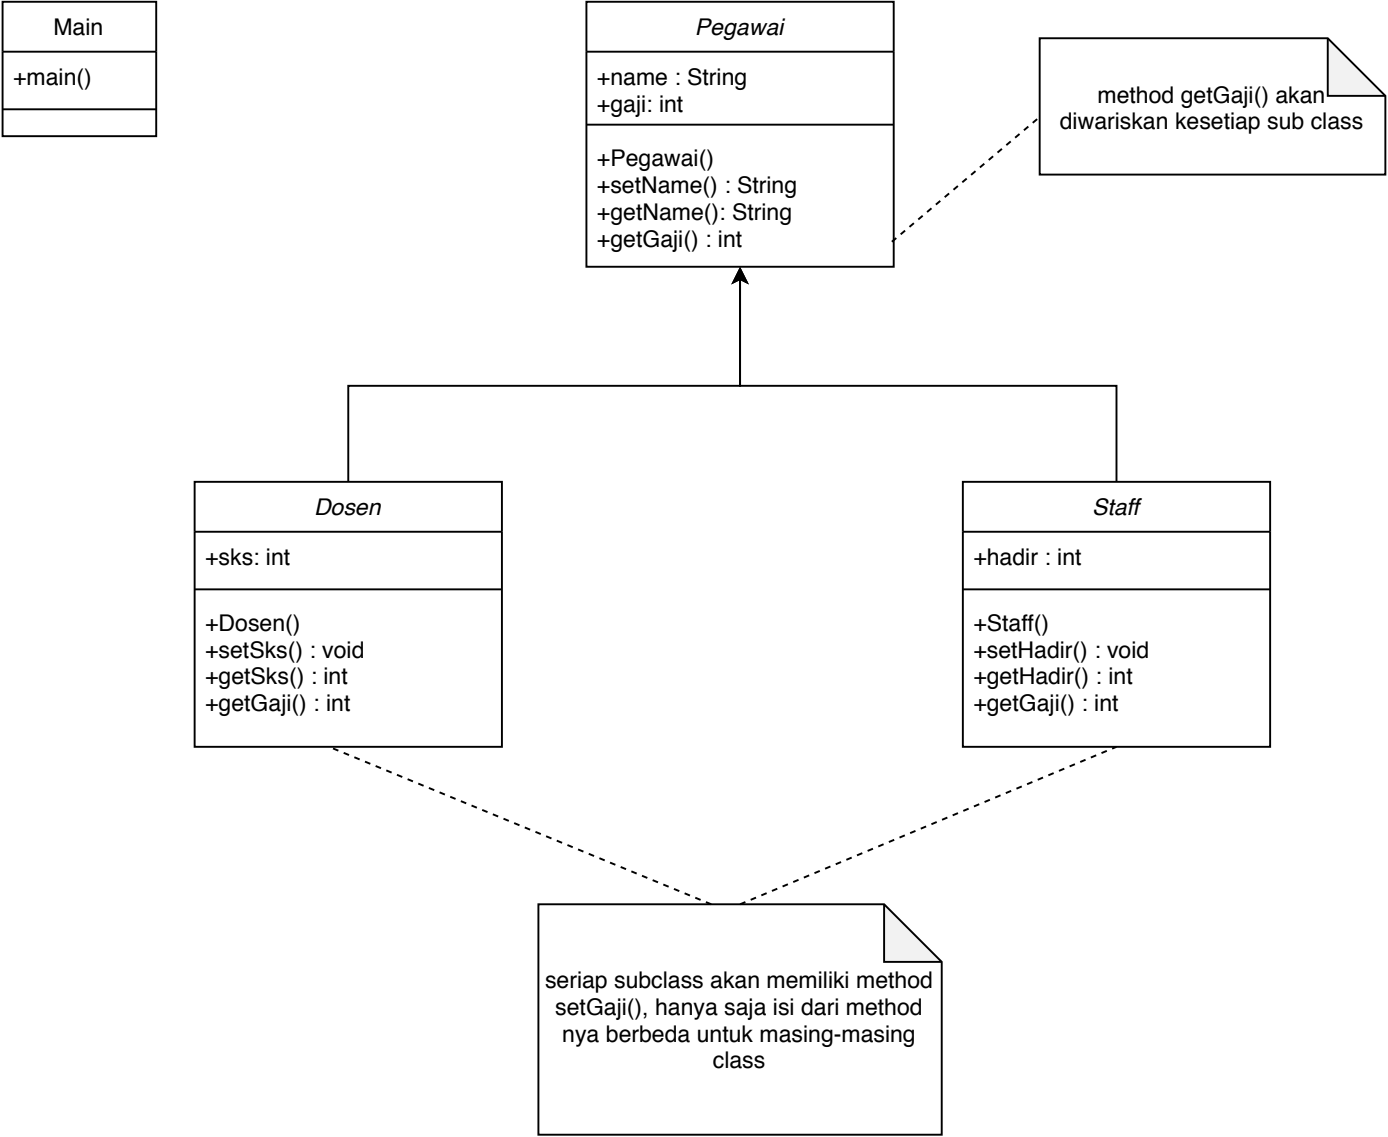 Main
+main()
Pegawai
+name : String
+gaji: int
+Pegawai()
+setName() : String
+getName(): String
+getGaji() : int
method getGaji() akan
diwariskan kesetiap sub class
Dosen
+sks: int
+Dosen()
+setSks() : void
+getSks() : int
+getGaji() : int
Staff
+hadir : int
+Staff()
+setHadir() : void
+getHadir() : int
+getGaji() : int
seriap subclass akan memiliki method
setGaji(), hanya saja isi dari method
nya berbeda untuk masing-masing
class